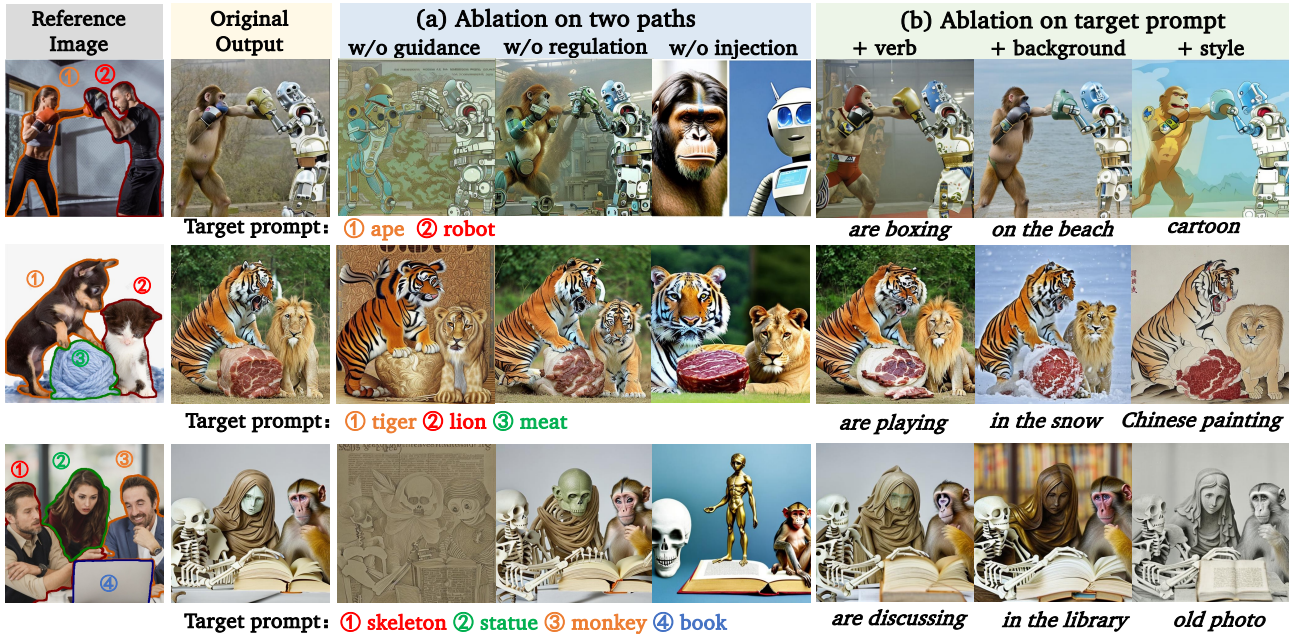 Reference Image
Original Output
(a) Ablation on two paths
w/o guidance w/o regulation w/o injection
(b) Ablation on target prompt
+ verb + background + style
① ②
Target prompt: ① ape ② robot
are boxing on the beach cartoon
① ② ③
Target prompt: ① tiger ② lion ③ meat
are playing in the snow Chinese painting
① ② ③ ④
Target prompt: ① skeleton ② statue ③ monkey ④ book
are discussing in the library old photo